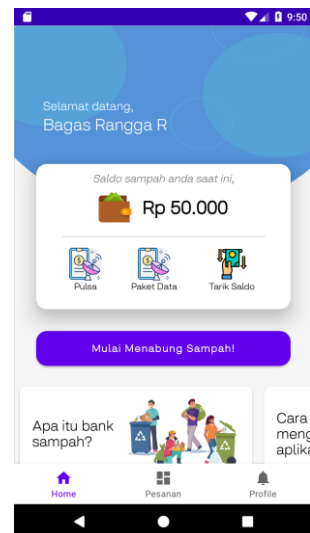 9:50
Selamat datang,
Bagas Rangga R
Saldo sampah anda saat ini,
Rp 50.000
Pulsa
Paket Data
Tarik Saldo
Mulai Menabung Sampah!
Apa itu bank
sampah?
Cara
meng
aplika
Home
Pesanan
Profile